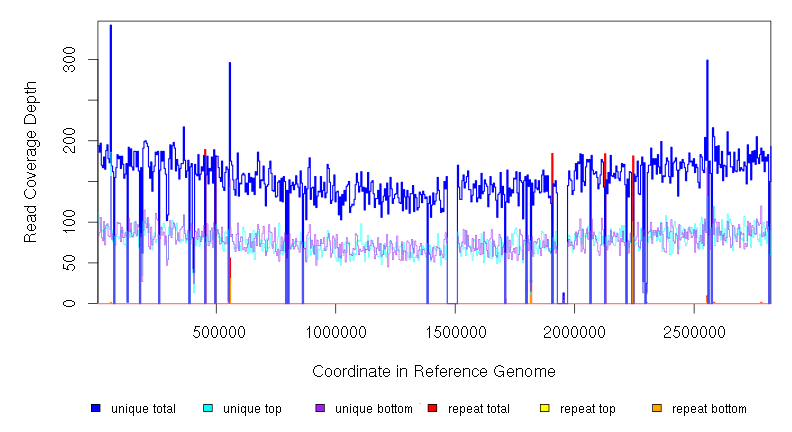 300
200
100
50
0
Read Coverage Depth
500000 1000000 1500000 2000000 2500000
Coordinate in Reference Genome
unique total unique top unique bottom repeat total repeat top repeat bottom